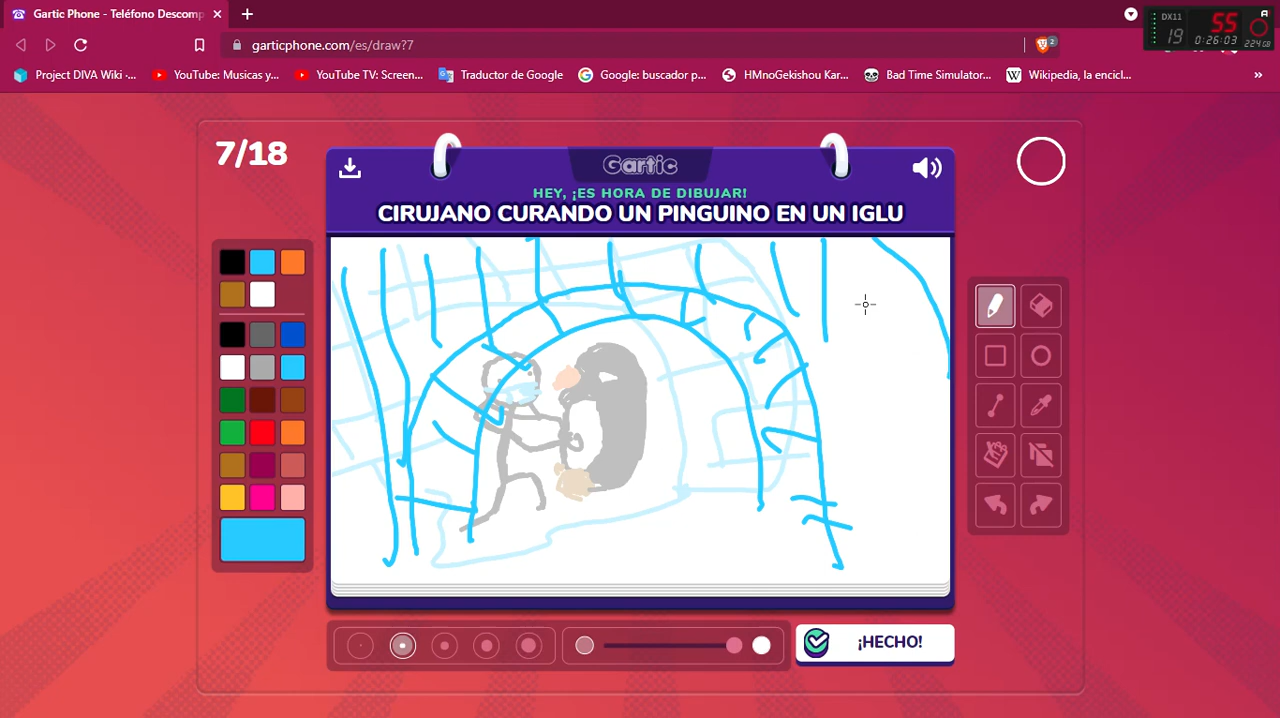 Gartic Phone - Teléfono Descomp
garticphone.com/es/draw?7
2
DX11
19
55
0:26:03
224GB
A
Project DIVA Wiki -...
YouTube: Musicas y...
YouTube TV: Screen...
Traductor de Google
Google: buscador p...
HMnoGekishou Kar...
Bad Time Simulator...
Wikipedia, la encicl...
»
7/18
Gartic
HEY, ¡ES HORA DE DIBUJAR!
CIRUJANO CURANDO UN PINGUINO EN UN IGLU
¡HECHO!